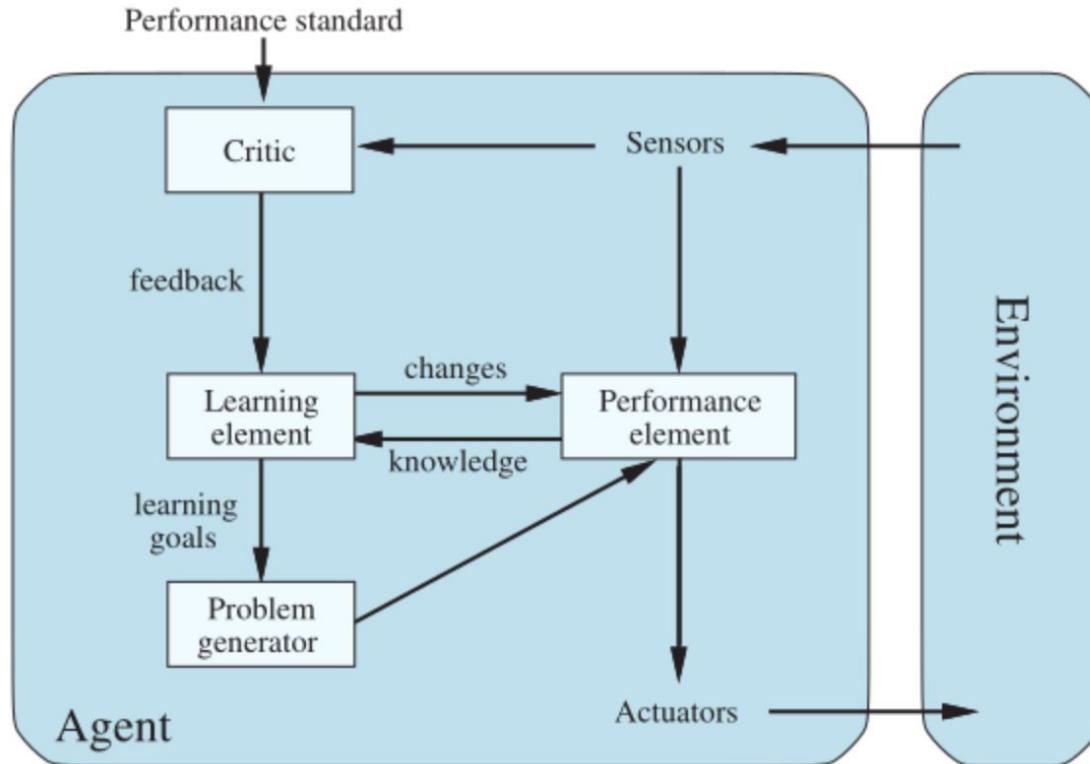 Performance standard
Critic
Sensors
feedback
Learning
element
changes
Performance
element
knowledge
learning
goals
Problem
generator
Agent
Actuators
Environment